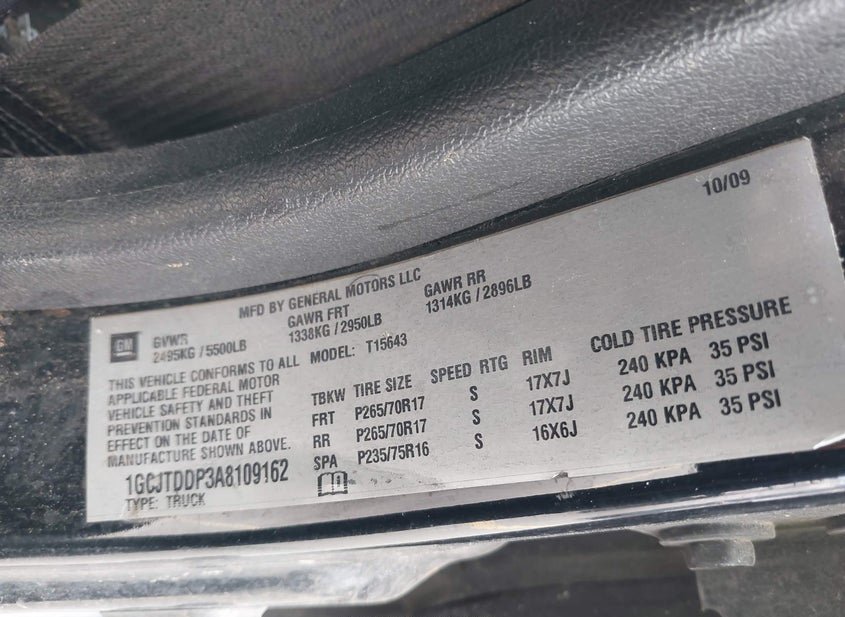 10/09
MFD BY GENERAL MOTORS LLC
GM
GVWR GAWR FRT GAWR RR
2495KG / 5500LB 1338KG / 2950LB 1314KG / 2896LB
THIS VEHICLE CONFORMS TO ALL
APPLICABLE FEDERAL MOTOR
VEHICLE SAFETY AND THEFT
PREVENTION STANDARDS IN
EFFECT ON THE DATE OF
MANUFACTURE SHOWN ABOVE.
1GCJTDDP3A8109162
TYPE: TRUCK
MODEL: T15643
TBKW TIRE SIZE SPEED RTG RIM COLD TIRE PRESSURE
FRT P265/70R17 S 17X7J 240 KPA 35 PSI
RR P265/70R17 S 17X7J 240 KPA 35 PSI
SPA P235/75R16 S 16X6J 240 KPA 35 PSI